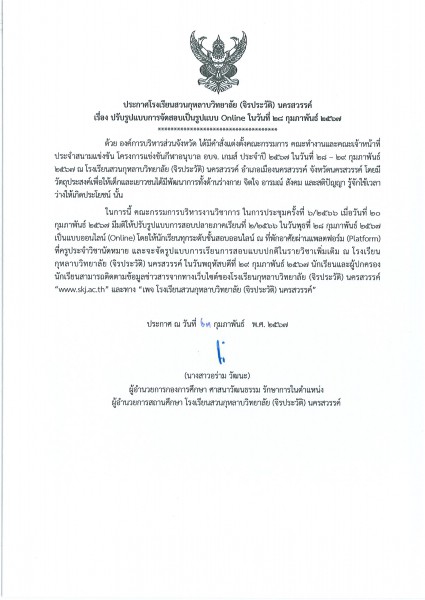 ประกาศโรงเรียนสวนกุหลาบวิทยาลัย (จิรประวัติ) นครสวรรค์
เรื่อง ปรับรูปแบบการจัดสอบเป็นรูปแบบ Online ในวันที่ ๒๘ กุมภาพันธ์ ๒๕๖๗
**************************************
ด้วย องค์การบริหารส่วนจังหวัด ได้มีคำสั่งแต่งตั้งคณะกรรมการ คณะทำงานและคณะเจ้าหน้าที่
ประจำสนามแข่งขัน โครงการแข่งขันกีฬาอนุบาล อบจ. เกมส์ ประจำปี ๒๕๖๗ ในวันที่ ๒๘ – ๒๙ กุมภาพันธ์
๒๕๖๗ ณ โรงเรียนสวนกุหลาบวิทยาลัย (จิรประวัติ) นครสวรรค์ อำเภอเมืองนครสวรรค์ จังหวัดนครสวรรค์ โดยมี
วัตถุประสงค์เพื่อให้เด็กและเยาวชนได้มีพัฒนาการทั้งด้านร่างกาย จิตใจ อารมณ์ สังคม และสติปัญญา รู้จักใช้เวลา
ว่างให้เกิดประโยชน์ นั้น
ในการนี้ คณะกรรมการบริหารงานวิชาการ ในการประชุมครั้งที่ ๖/๒๕๖๖ เมื่อวันที่ ๒๐
กุมภาพันธ์ ๒๕๖๗ มีมติให้ปรับรูปแบบการสอบปลายภาคเรียนที่ ๒/๒๕๖๖ ในวันพุธที่ ๒๘ กุมภาพันธ์ ๒๕๖๗
เป็นแบบออนไลน์ (Online) โดยให้นักเรียนทุกระดับชั้นสอบออนไลน์ ณ ที่พักอาศัยผ่านแพลตฟอร์ม (Platform)
ที่ครูประจำวิชานัดหมาย และจะจัดรูปแบบการเรียนการสอบแบบปกติในรายวิชาเพิ่มเติม ณ โรงเรียน
กุหลาบวิทยาลัย (จิรประวัติ) นครสวรรค์ ในวันพฤหัสบดีที่ ๒๙ กุมภาพันธ์ ๒๕๖๗ นักเรียนและผู้ปกครอง
นักเรียนสามารถติดตามข้อมูลข่าวสารจากทางเว็บไซต์ของโรงเรียนกุหลาบวิทยาลัย (จิรประวัติ) นครสวรรค์
"www.skj.ac.th" และทาง "เพจ โรงเรียนสวนกุหลาบวิทยาลัย (จิรประวัติ) นครสวรรค์"
ประกาศ ณ วันที่ กุมภาพันธ์ พ.ศ. ๒๕๖๗
(นางสาวอร่าม วัฒนะ)
ผู้อำนวยการกองการศึกษา ศาสนาวัฒนธรรม รักษาการในตำแหน่ง
ผู้อำนวยการสถานศึกษา โรงเรียนสวนกุหลาบวิทยาลัย (จิรประวัติ) นครสวรรค์